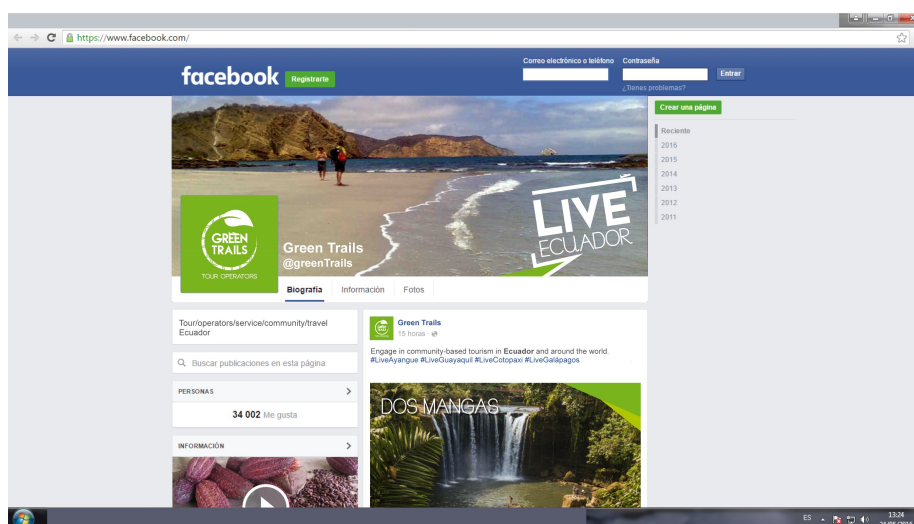 https://www.facebook.com/
facebook
Registrarte
Correo electrónico o teléfono
Contraseña
Entrar
¿Tienes problemas?
Crear una página
Reciente
2016
2015
2014
2013
2012
2011
LIVE
ECUADOR
GREEN
TRAILS
TOUR OPERATORS
Green Trails
@greenTrails
Biografía
Información
Fotos
Tour/operators/service/community/travel
Ecuador
Buscar publicaciones en esta página
PERSONAS
34 002 Me gusta
INFORMACIÓN
Green Trails
15 horas
Engage in community-based tourism in Ecuador and around the world.
#LiveAyangue #LiveGuayaquil #LiveCotopaxi #LiveGalápagos
DOS MANGAS
ES
13:24